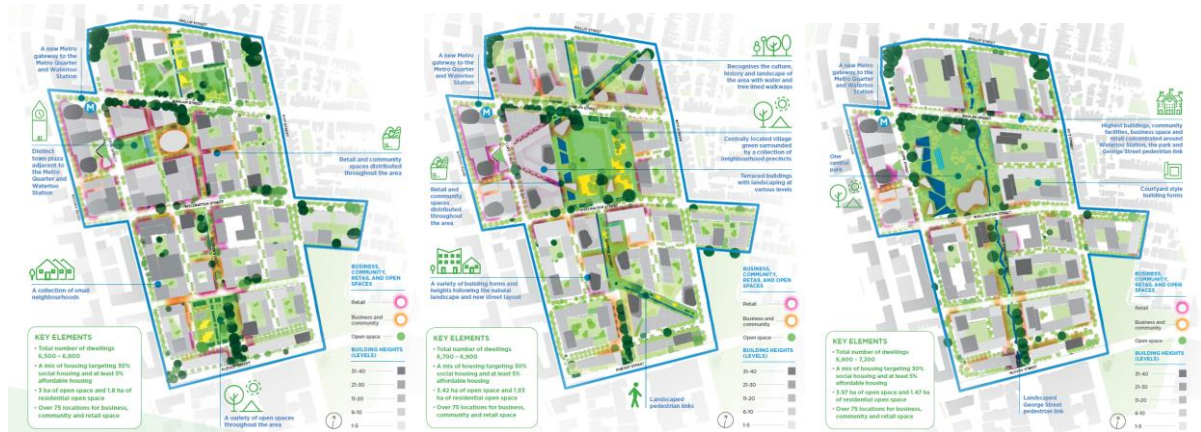 PHILLIP STREET
A new Metro
gateway to the
Metro Quarter
and Waterloo
Station
RAGLAN STREET
M
Distinct
town plaza
adjacent to
the Metro
Quarter and
Waterloo
Station
Retail and community
spaces distributed
throughout the area
WELLINGTON STREET
A collection of small
neighbourhoods
BUSINESS,
COMMUNITY,
RETAIL AND OPEN
SPACES
Retail
Business and
community
Open space
BUILDING HEIGHTS
(LEVELS)
31-40
21-30
11-20
6-10
1-5
KEY ELEMENTS
• Total number of dwellings
6,500 - 6,800
• A mix of housing targeting 30%
social housing and at least 5%
affordable housing
• 3 ha of open space and 1.8 ha of
residential open space
• Over 75 locations for business,
community and retail space
A variety of open spaces
throughout the area
PHILLIP STREET
A new Metro
gateway to the
Metro Quarter
and Waterloo
Station
M
RAGLAN STREET
Recognises the culture,
history and landscape of
the area with water and
tree lined walkways
Centrally located village
green surrounded
by a collection of
neighbourhood precincts
Terraced buildings
with landscaping at
various levels
Retail and
community
spaces
distributed
throughout
the area
WELLINGTON STREET
A variety of building forms and
heights following the natural
landscape and new street layout
BUSINESS,
COMMUNITY,
RETAIL AND OPEN
SPACES
Retail
Business and
community
Open space
BUILDING HEIGHTS
(LEVELS)
31-40
21-30
11-20
6-10
1-5
KEY ELEMENTS
• Total number of dwellings
6,700 - 6,900
• A mix of housing targeting 30%
social housing and at least 5%
affordable housing
• 3.42 ha of open space and 1.93
ha of residential open space
• Over 75 locations for business,
community and retail space
Landscaped
pedestrian links
PHILLIP STREET
A new Metro
gateway to the
Metro Quarter
and Waterloo
Station
M
RAGLAN STREET
Highest buildings, community
facilities, business space and
retail concentrated around
Waterloo Station, the park and
George Street pedestrian link
One
central
park
Courtyard style
building forms
WELLINGTON STREET
BUSINESS,
COMMUNITY,
RETAIL AND OPEN
SPACES
Retail
Business and
community
Open space
BUILDING HEIGHTS
(LEVELS)
31-40
21-30
11-20
6-10
1-5
KEY ELEMENTS
• Total number of dwellings
6,900 - 7,200
• A mix of housing targeting 30%
social housing and at least 5%
affordable housing
• 3.97 ha of open space and 1.47 ha
of residential open space
• Over 75 locations for business,
community and retail space
Landscaped
George Street
pedestrian link